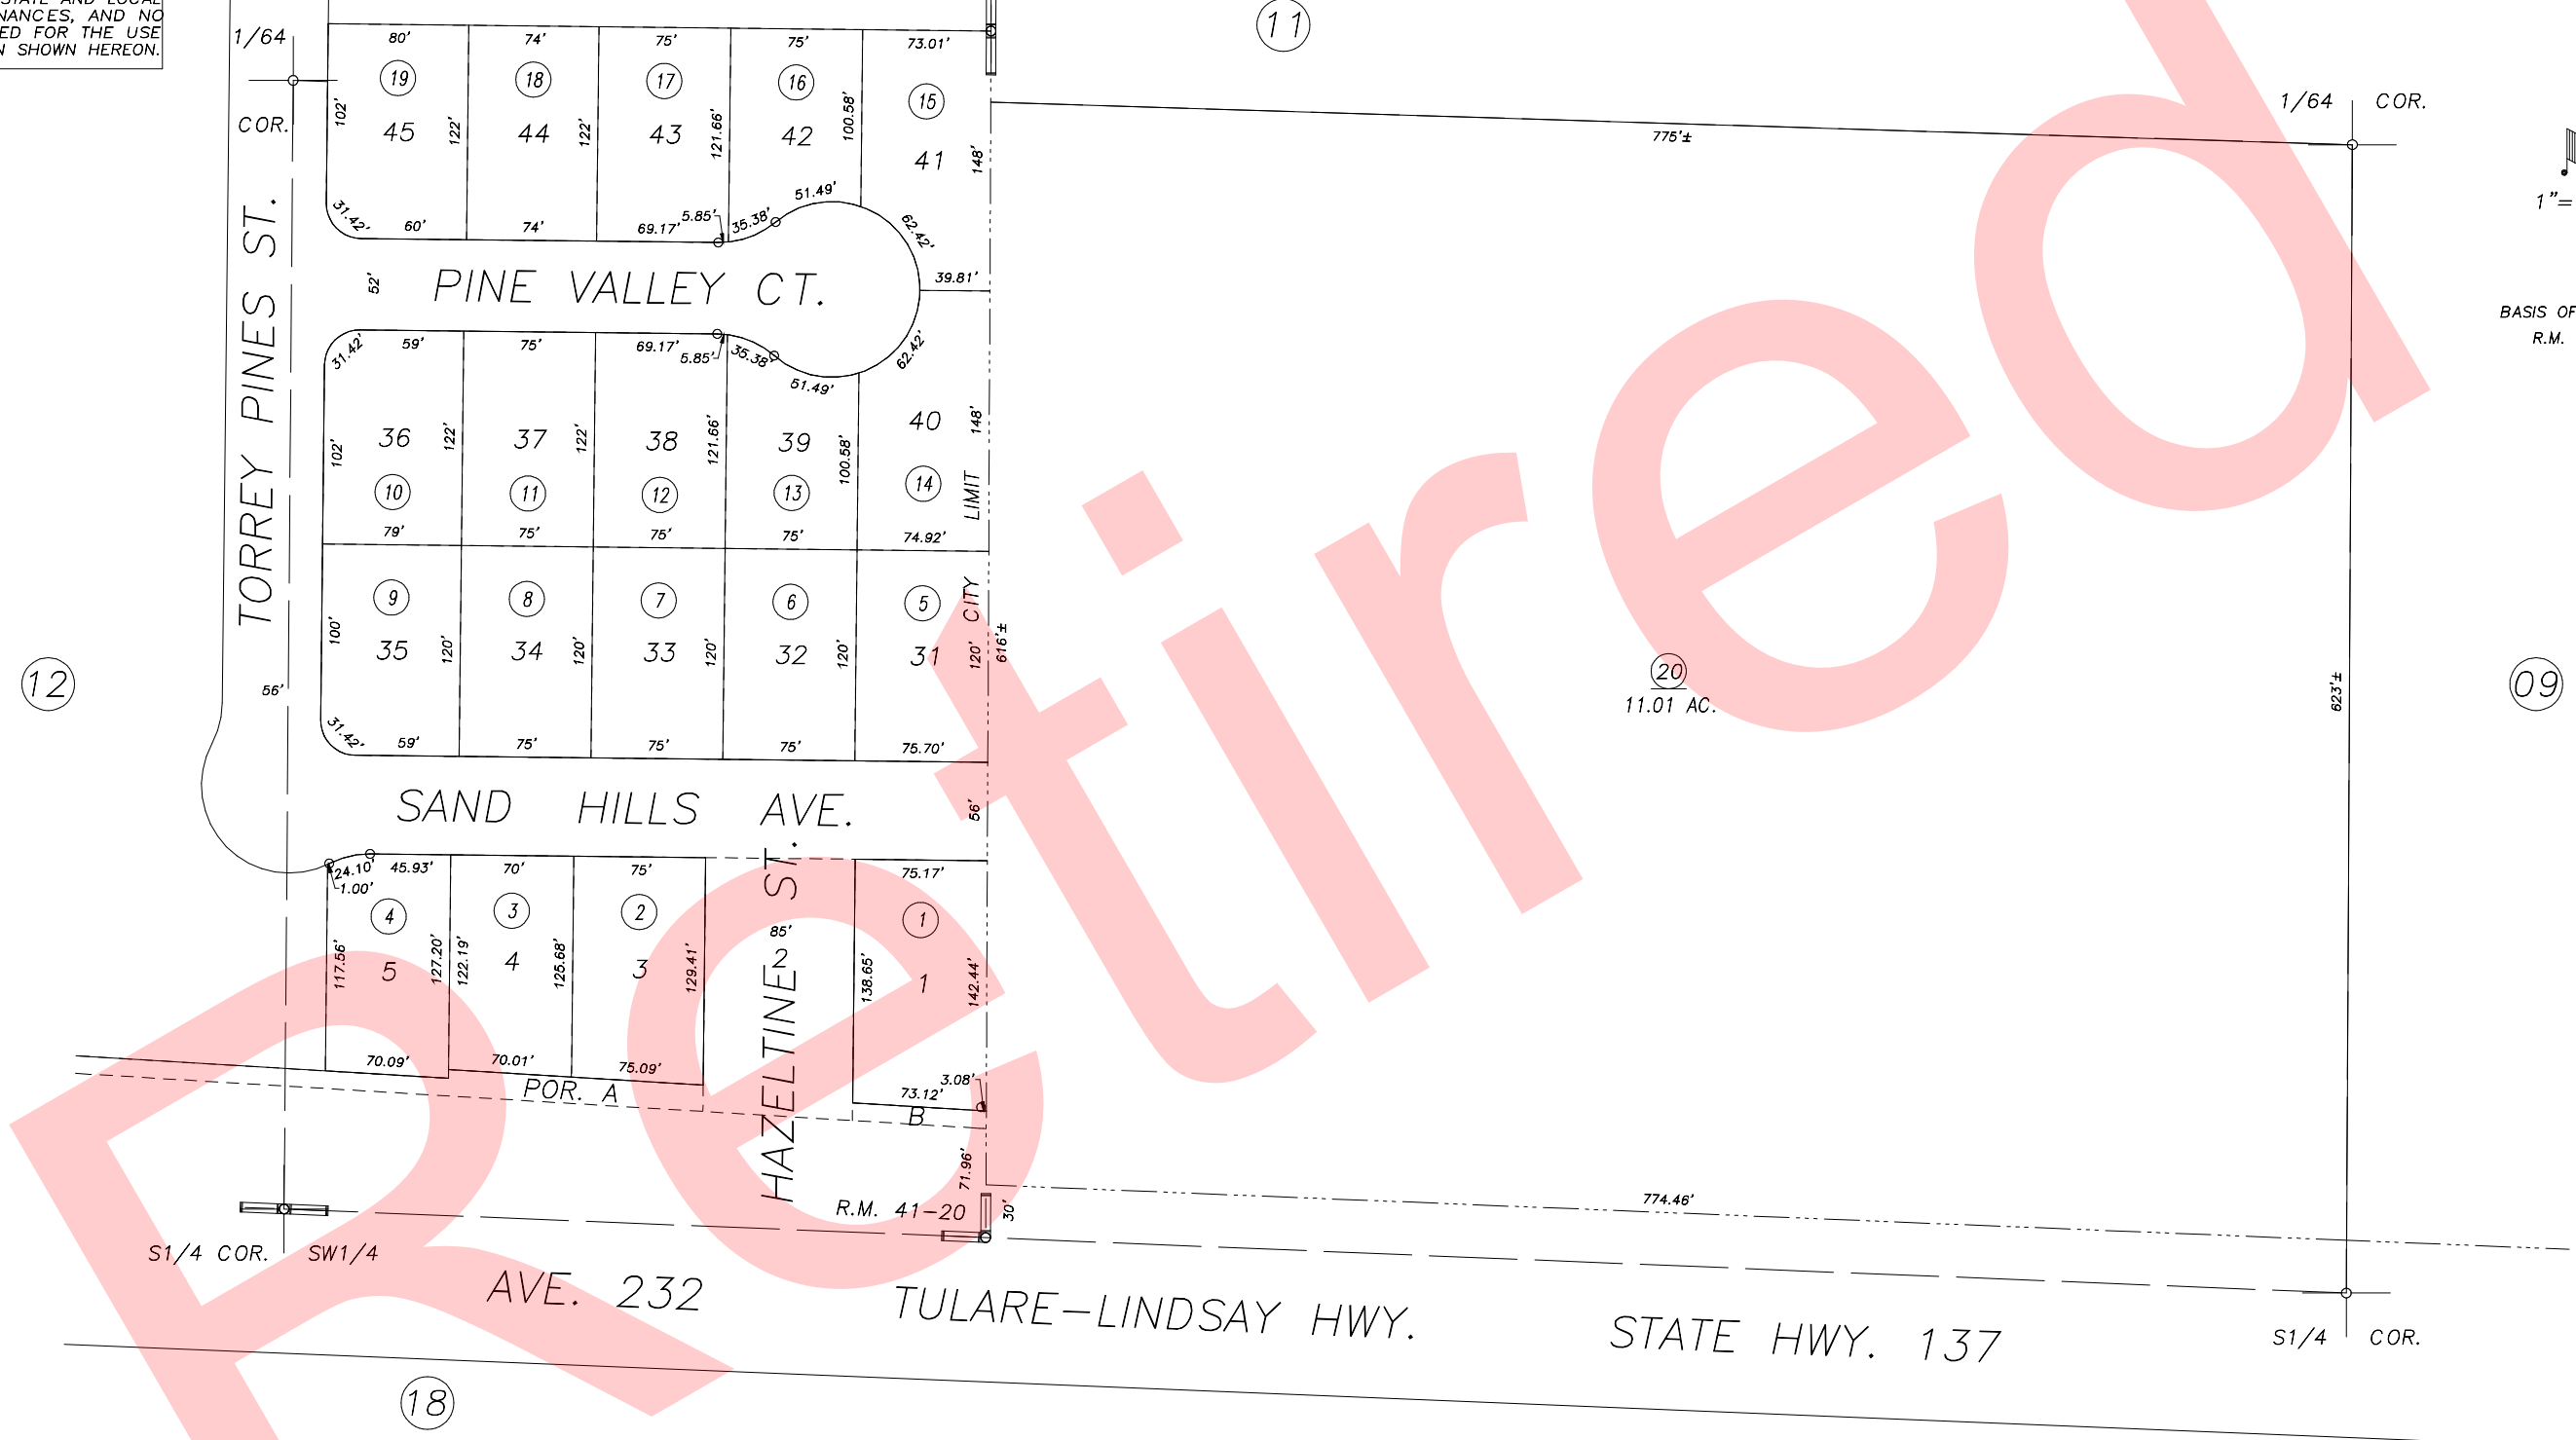 STATE AND LOCAL
NANCES, AND NO
ED FOR THE USE
N SHOWN HEREON.
1/64
COR.
11
1/64 COR.
1"=
BASIS OF
R.M.
80' 74' 75' 75' 73.01'
19 18 17 16 15
45 44 43 42 41
102' 122' 122' 121.66' 100.58' 148'
775'±
31.42' 60' 74' 69.17' 5.85' 35.38' 51.49' 62.42'
TORREY PINES ST.
52'
PINE VALLEY CT.
39.81'
31.42' 59' 75' 69.17' 5.85' 35.38' 51.49' 62.42'
36 37 38 39 40
102' 122' 122' 121.66' 100.58' 148'
10 11 12 13 14
79' 75' 75' 75' 74.92'
CITY LIMIT
9 8 7 6 5
35 34 33 32 31
100' 120' 120' 120' 120' 120'
616'±
12
56'
20
11.01 AC.
623'±
09
31.42' 59' 75' 75' 75' 75.70'
SAND HILLS AVE.
56'
24.10' 45.93' 70' 75' 75.17'
1.00'
4 3 2 1
5 4 3 2 1
85'
117.56' 127.20' 122.19' 125.68' 129.41' 138.65' 142.44'
HAZELTINE ST.
70.09' 70.01' 75.09' 73.12' 3.08'
POR. A
B
71.96'
30'
774.46'
R.M. 41-20
S1/4 COR. SW1/4
AVE. 232 TULARE-LINDSAY HWY. STATE HWY. 137
S1/4 COR.
18
Retired